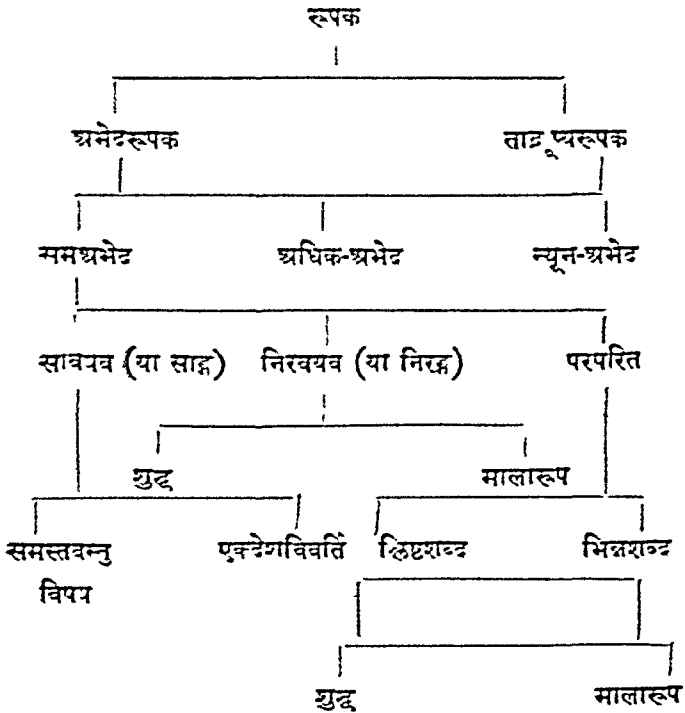 रूपक
अभेदरूपक ताद्रूप्यरूपक
समअभेद अधिक-अभेद न्यून-अभेद
सावयव (या साङ्ग) निरवयव (या निरङ्ग) परंपरित
शुद्ध मालारूप
समस्तवस्तु एकदेशविवर्ति श्लिष्टशब्द भिन्नशब्द
विषय
शुद्ध मालारूप